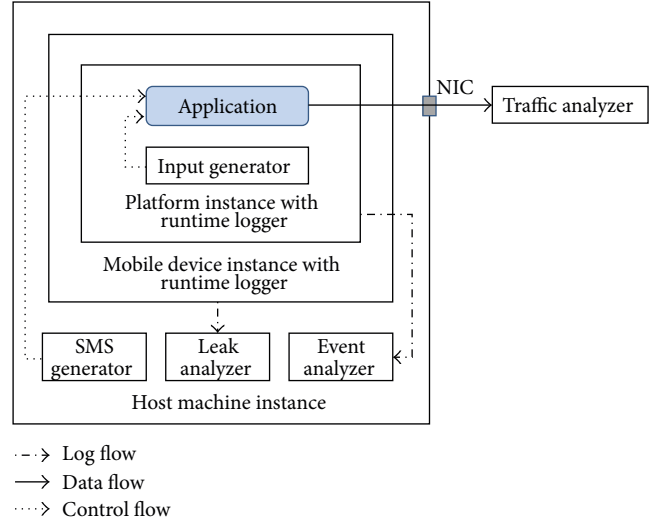 NIC
Application
Traffic analyzer
Input generator
Platform instance with
runtime logger
Mobile device instance with
runtime logger
SMS
generator
Leak
analyzer
Event
analyzer
Host machine instance
Log flow
Data flow
Control flow